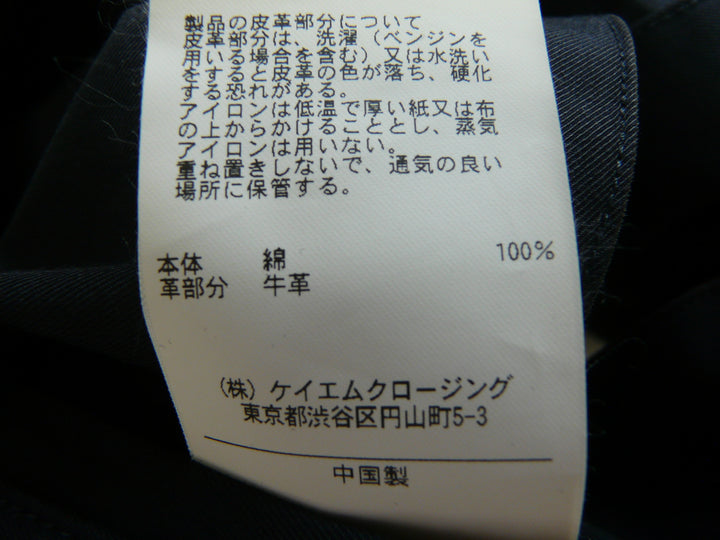 製品の皮革部分について
皮革部分は、洗濯（ベンジンを
用いる場合を含む）又は水洗い
をすると皮革の色が落ち、硬化
する恐れがある。
アイロンは低温で厚い紙又は布
の上からかけることとし、蒸気
アイロンは用いない。
重ね置きしないで、通気の良い
場所に保管する。
本体 綿 100%
革部分 牛革
（株）ケイエムクロージング
東京都渋谷区円山町5-3
中国製